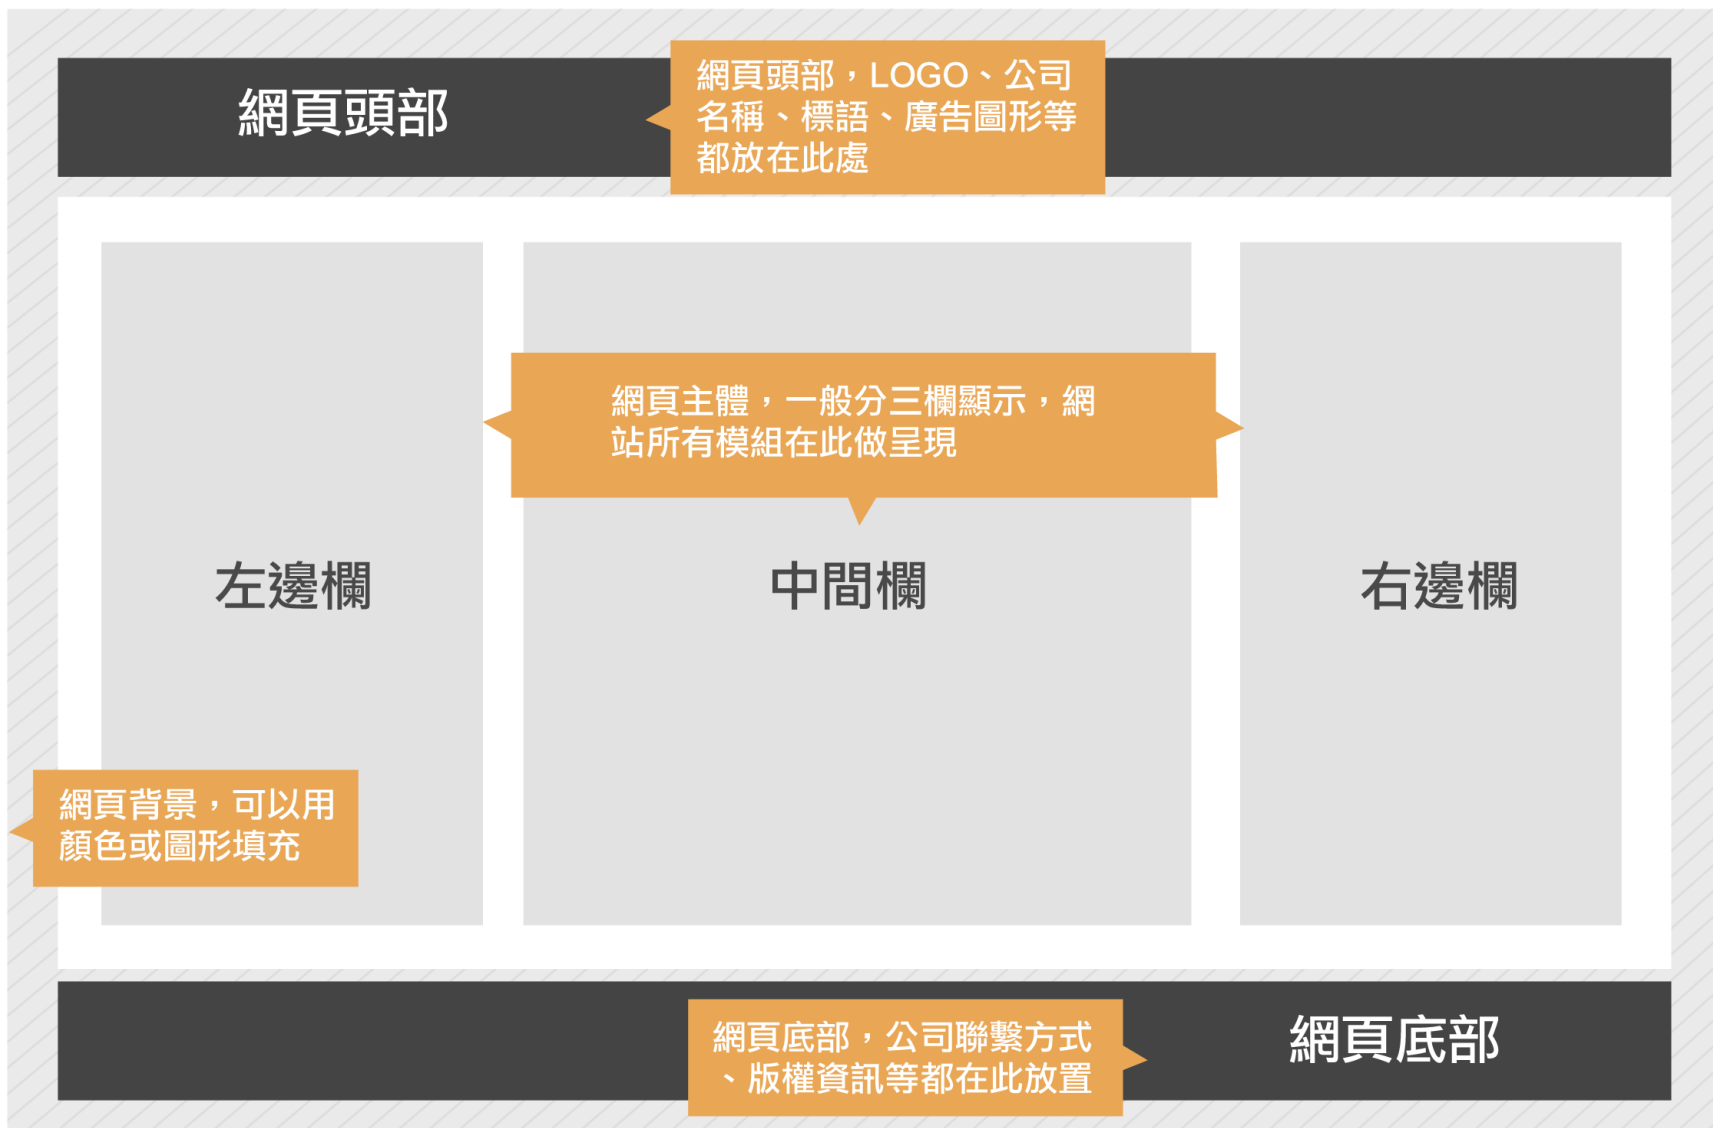 網頁頭部
網頁頭部，LOGO、公司
名稱、標語、廣告圖形等
都放在此處
網頁主體，一般分三欄顯示，網
站所有模組在此做呈現
左邊欄
中間欄
右邊欄
網頁背景，可以用
顏色或圖形填充
網頁底部，公司聯繫方式
、版權資訊等都在此放置
網頁底部